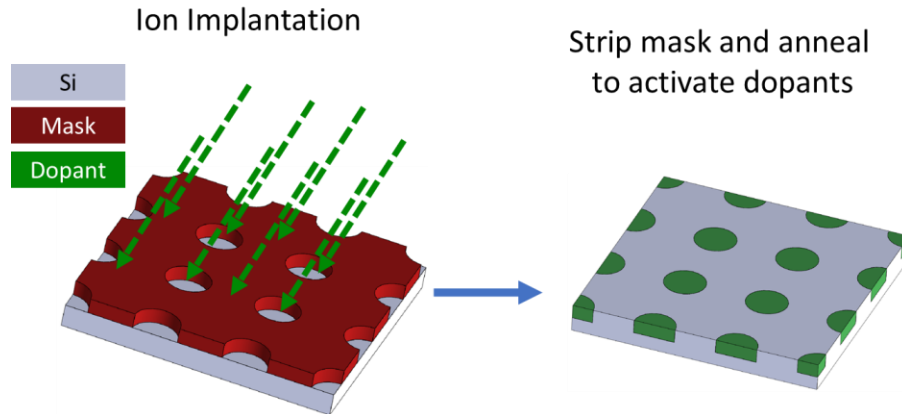 Ion Implantation
Strip mask and anneal
to activate dopants
Si
Mask
Dopant